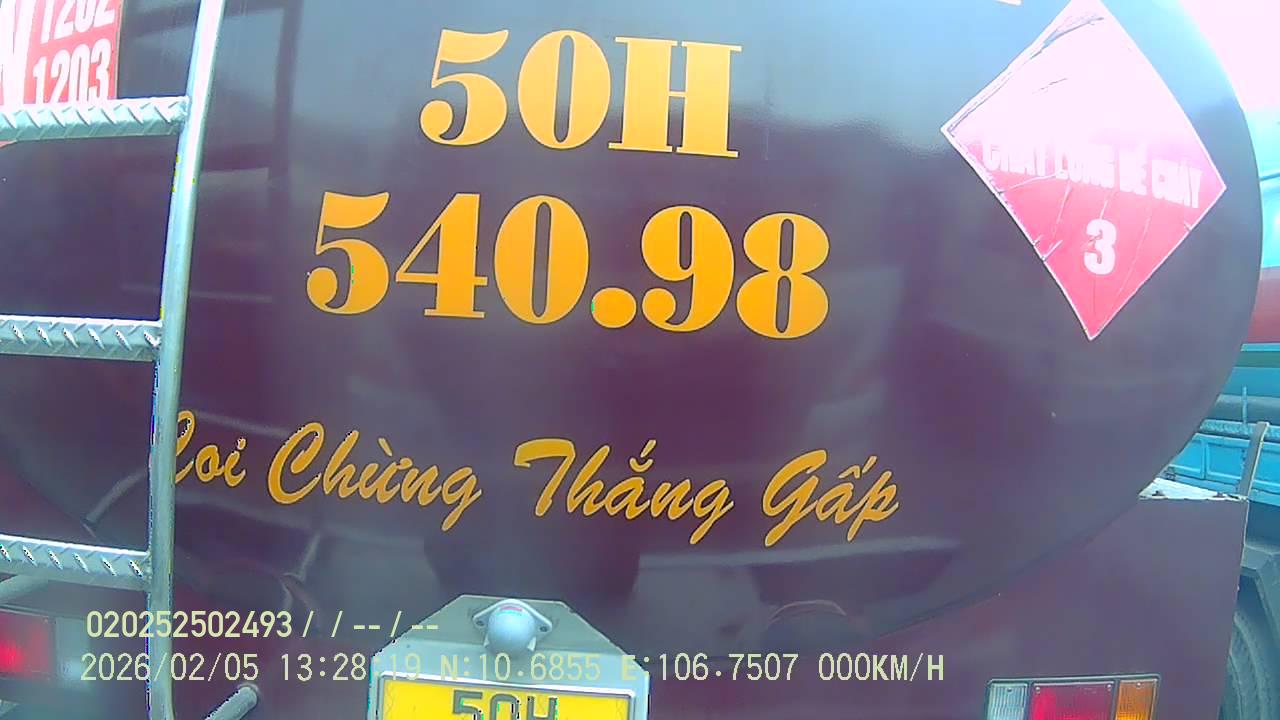 1202
1203
50H
540.98
CHẤT LỎNG DỄ CHÁY
3
Coi Chừng Thắng Gấp
020252502493 / / -- / --
2026/02/05 13:28:19 N:10.6855 E:106.7507 000KM/H
50H